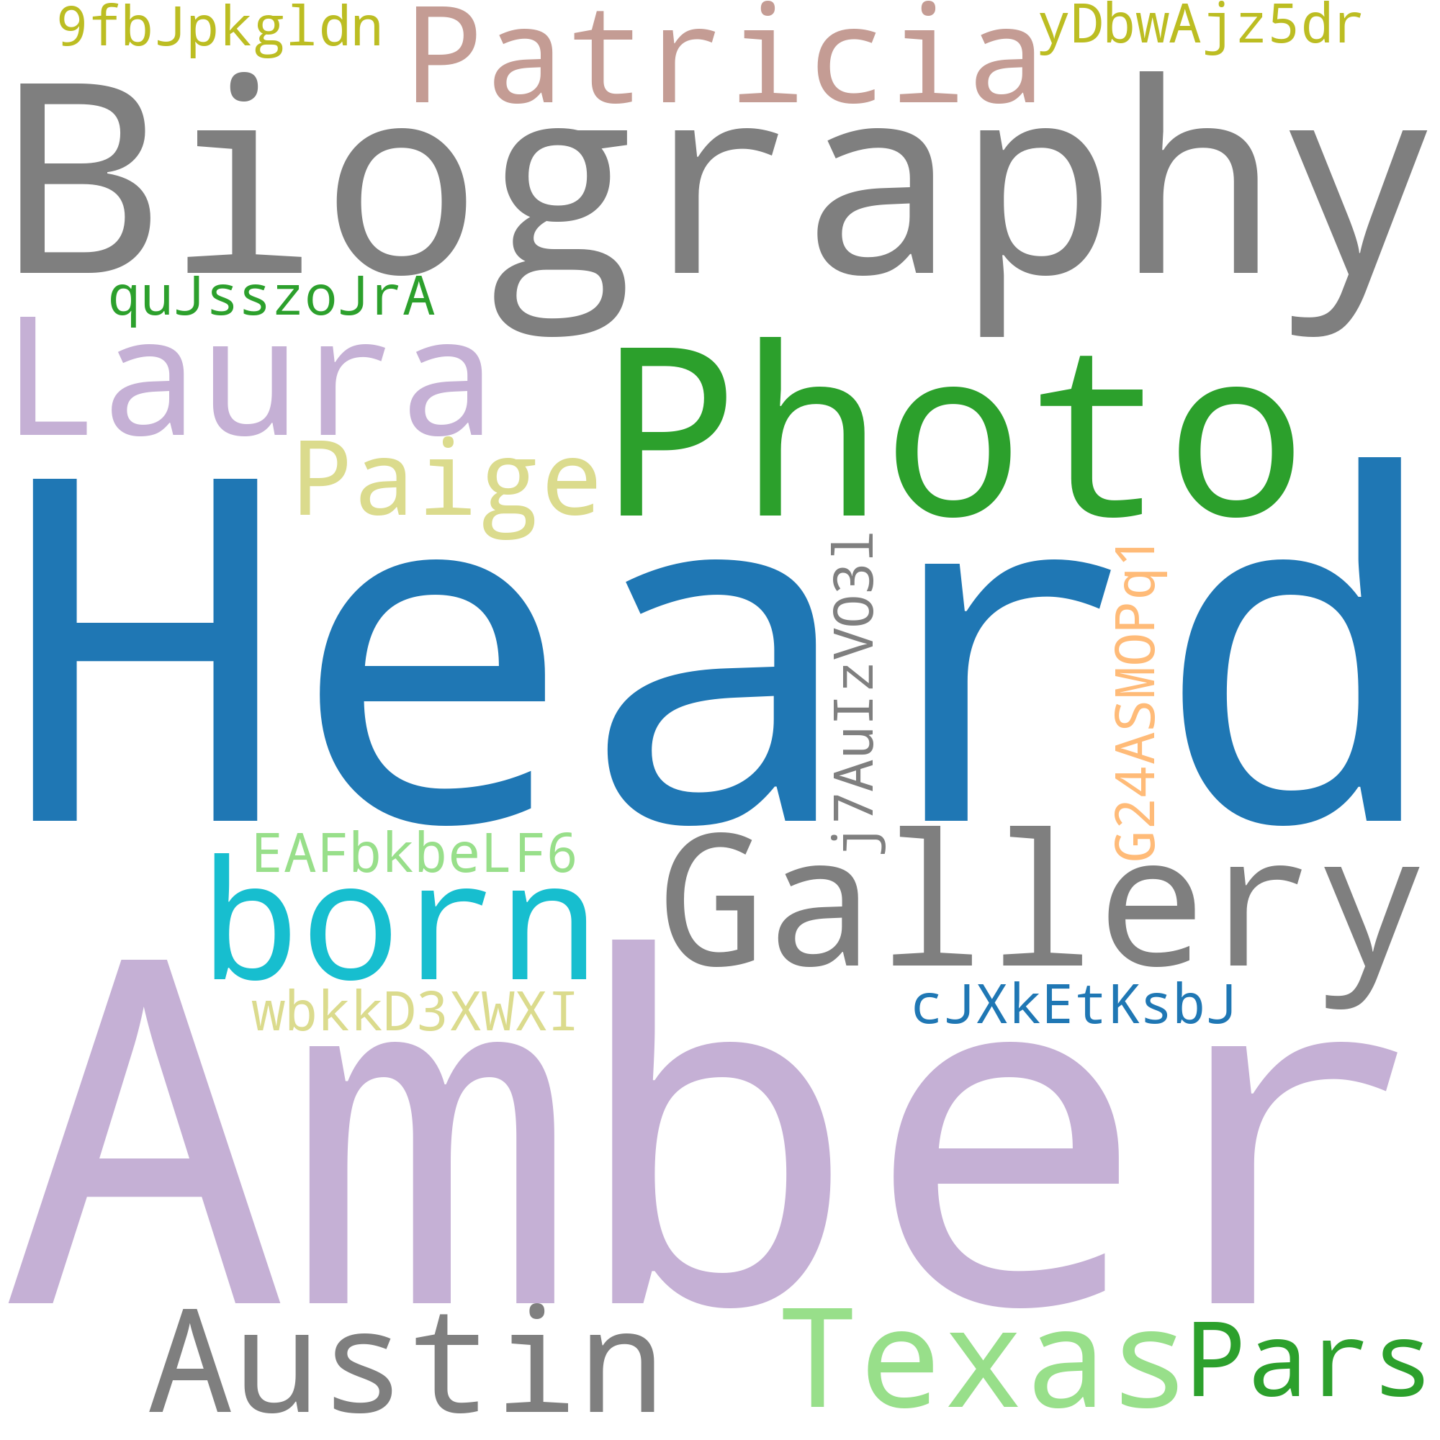 9fbJpkgldn
Patricia
yDbwAjz5dr
Biography
quJsszoJrA
Laura
Photo
Paige
Heard
j7AuIzVO3l
G24ASMOPq1
EAFbkbeLF6
born
Gallery
wbkkD3XWXI
cJXkEtKsbJ
Amber
Austin
Texas
Pars